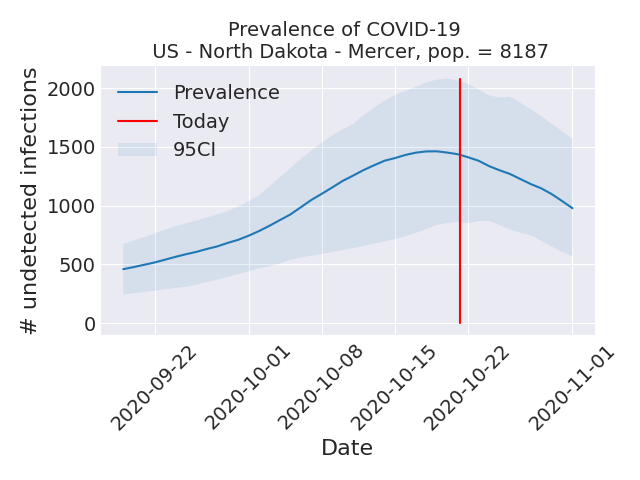 Prevalence of COVID-19
US - North Dakota - Mercer, pop. = 8187
# undetected infections
2000
1500
1000
500
0
Prevalence
Today
95CI
2020-09-22
2020-10-01
2020-10-08
2020-10-15
2020-10-22
2020-11-01
Date